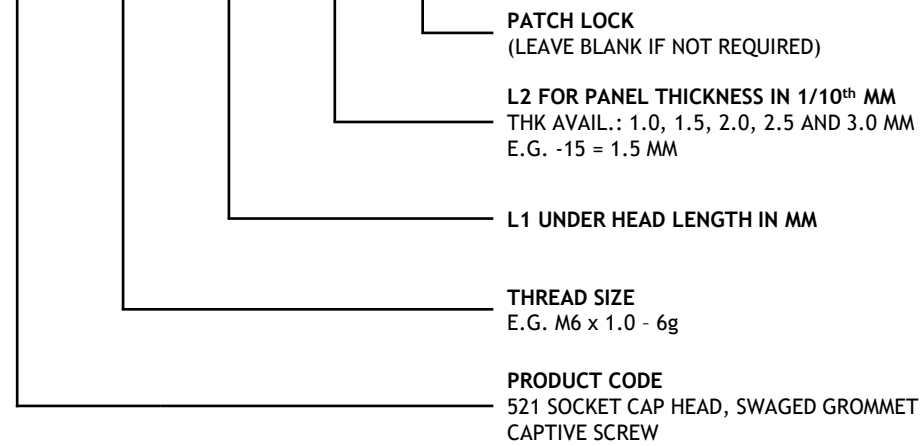 PATCH LOCK
(LEAVE BLANK IF NOT REQUIRED)
L2 FOR PANEL THICKNESS IN 1/10th MM
THK AVAIL.: 1.0, 1.5, 2.0, 2.5 AND 3.0 MM
E.G. -15 = 1.5 MM
L1 UNDER HEAD LENGTH IN MM
THREAD SIZE
E.G. M6 x 1.0 – 6g
PRODUCT CODE
521 SOCKET CAP HEAD, SWAGED GROMMET
CAPTIVE SCREW